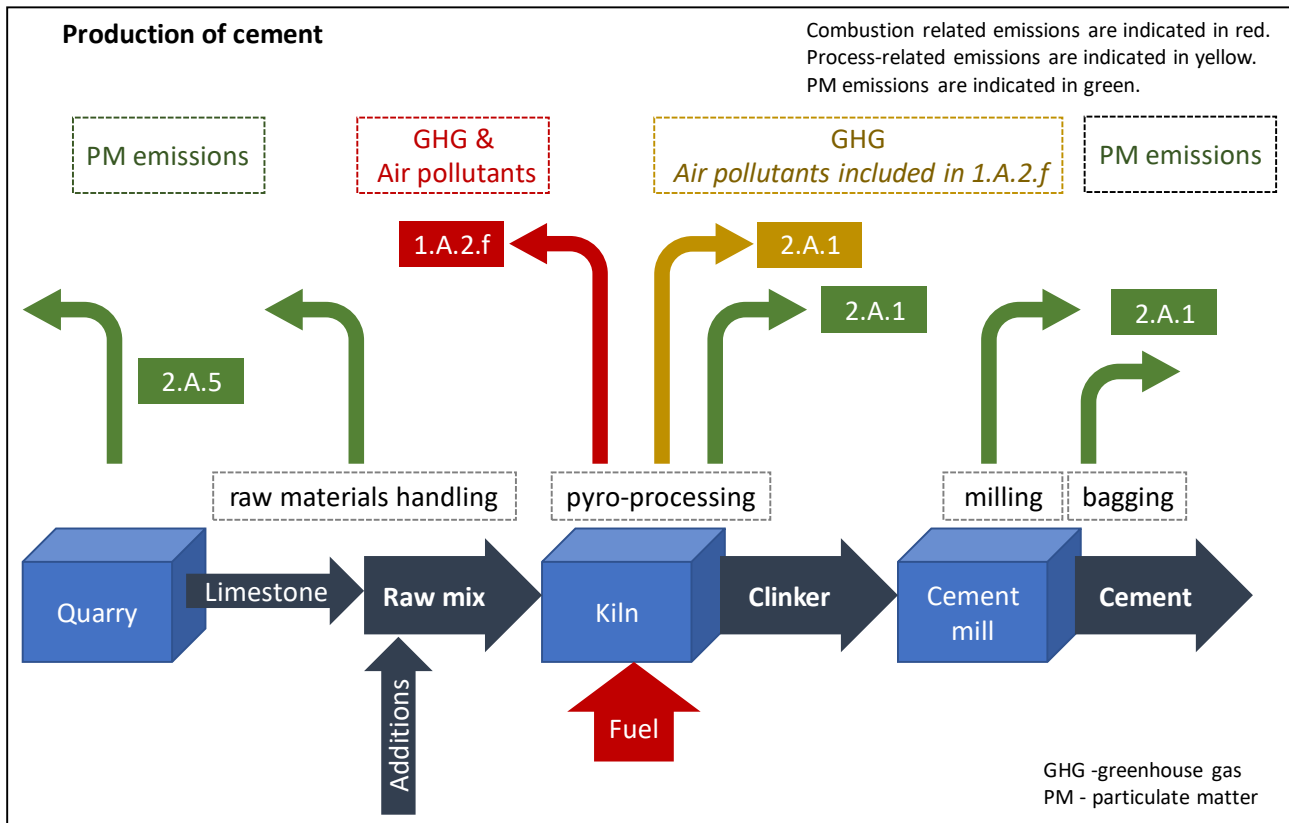 Production of cement
Combustion related emissions are indicated in red.
Process-related emissions are indicated in yellow.
PM emissions are indicated in green.
PM emissions
GHG &
Air pollutants
GHG
Air pollutants included in 1.A.2.f
PM emissions
1.A.2.f
2.A.1
2.A.1
2.A.1
2.A.5
raw materials handling
pyro-processing
milling
bagging
Quarry
Limestone
Raw mix
Kiln
Clinker
Cement
mill
Cement
Additions
Fuel
GHG -greenhouse gas
PM - particulate matter